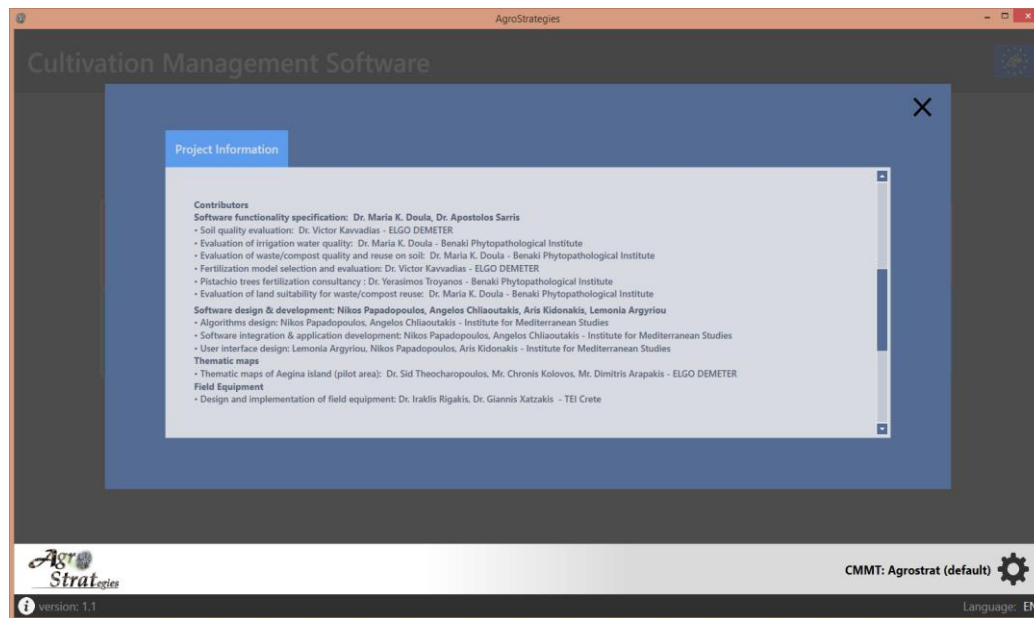 AgroStrategies
Cultivation Management Software
Project Information
Contributors
Software functionality specification: Dr. Maria K. Doula, Dr. Apostolos Sarris
• Soil quality evaluation: Dr. Victor Kavvadias - ELGO DEMETER
• Evaluation of irrigation water quality: Dr. Maria K. Doula - Benaki Phytopathological Institute
• Evaluation of waste/compost quality and reuse on soil: Dr. Maria K. Doula - Benaki Phytopathological Institute
• Fertilization model selection and evaluation: Dr. Victor Kavvadias - ELGO DEMETER
• Pistachio trees fertilization consultancy : Dr. Yerasimos Troyanos - Benaki Phytopathological Institute
• Evaluation of land suitability for waste/compost reuse: Dr. Maria K. Doula - Benaki Phytopathological Institute
Software design & development: Nikos Papadopoulos, Angelos Chliaoutakis, Aris Kidonakis, Lemonia Argyriou
• Algorithms design: Nikos Papadopoulos, Angelos Chliaoutakis - Institute for Mediterranean Studies
• Software integration & application development: Nikos Papadopoulos, Angelos Chliaoutakis - Institute for Mediterranean Studies
• User interface design: Lemonia Argyriou, Nikos Papadopoulos, Aris Kidonakis - Institute for Mediterranean Studies
Thematic maps
• Thematic maps of Aegina island (pilot area): Dr. Sid Theocharopoulos, Mr. Chronis Kolovos, Mr. Dimitris Arapakis - ELGO DEMETER
Field Equipment
• Design and implementation of field equipment: Dr. Iraklis Rigakis, Dr. Giannis Xatzakis - TEI Crete
Agro
Strategies
CMMT: Agrostrat (default)
version: 1.1
Language: EN